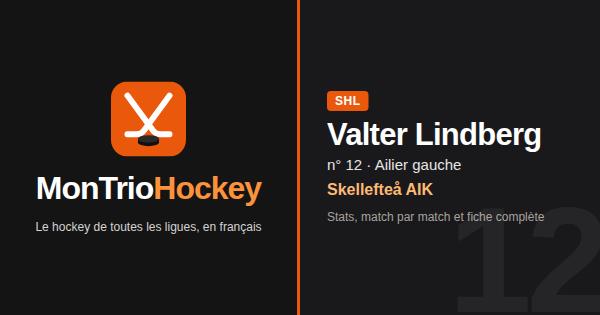 MonTrioHockey
Le hockey de toutes les ligues, en français
SHL
Valter Lindberg
n° 12 · Ailier gauche
Skellefteå AIK
Stats, match par match et fiche complète
12